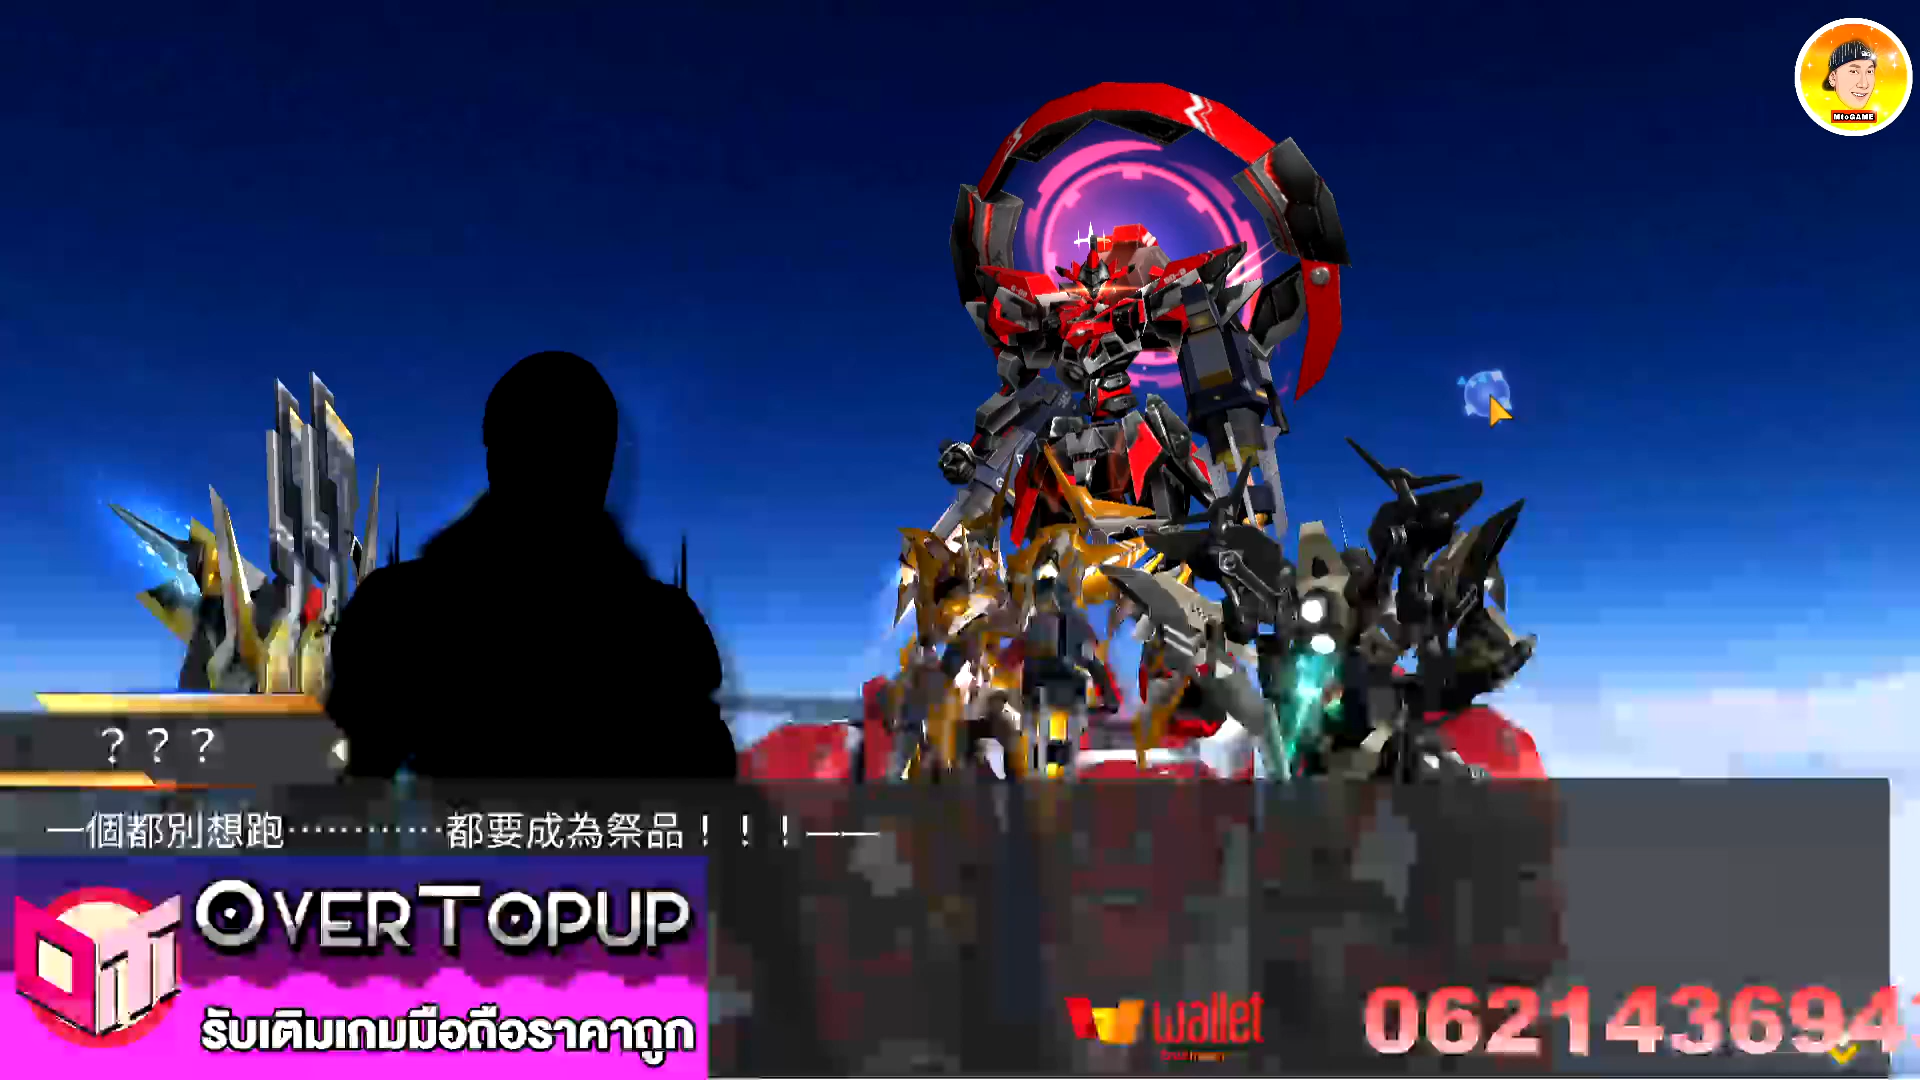 MtoGAME
？？？
一個都別想跑…………都要成為祭品！！！——
OVERTOPUP
รับเติมเกมมือถือราคาถูก
wallet
062143694